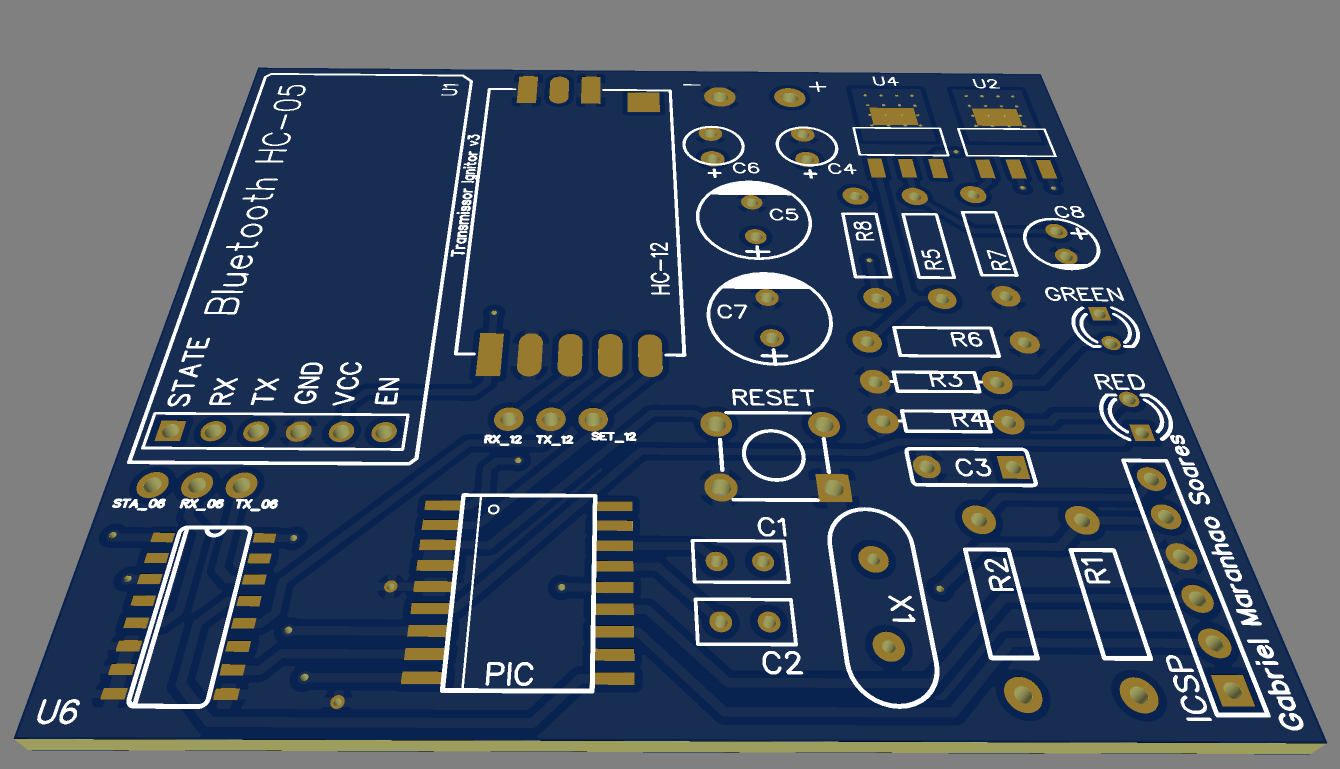 5
Bluetooth HC-05
STATE
RX
TX
GND
VCC
EN
Transmissor Ignitor v3
HC-12
-
+
U4
U2
+
C6
+
C4
C5
+
C7
+
R8
R5
R7
C8
+
GREEN
R6
R3
R4
RED
RESET
C3
RX_12
TX_12
SET_12
STA_06
RX_06
TX_06
U6
PIC
C1
C2
X1
R2
R1
ICSP
Gabriel Maranhao Soares